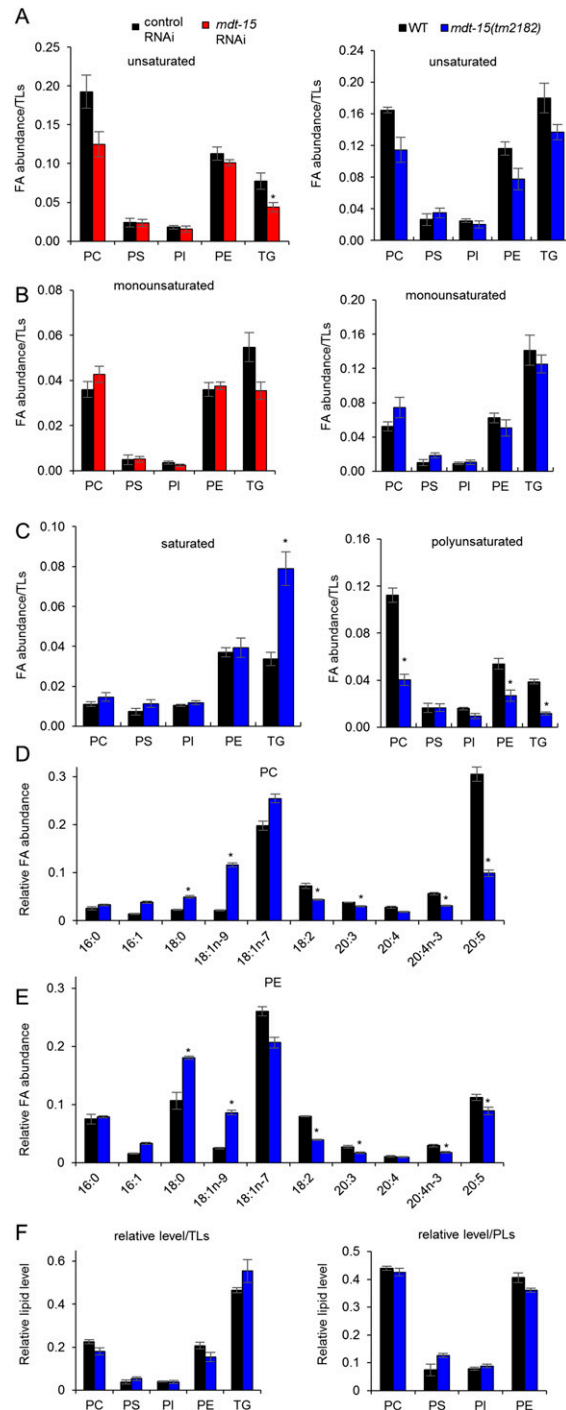 A
control RNAi
mdt-15 RNAi
WT
mdt-15(tm2182)
unsaturated
FA abundance/TLs
0.25
0.20
0.15
0.10
0.05
0.00
PC PS PI PE TG
*
unsaturated
FA abundance/TLs
0.24
0.20
0.16
0.12
0.08
0.04
0.00
PC PS PI PE TG
B
monounsaturated
FA abundance/TLs
0.08
0.06
0.04
0.02
0.00
PC PS PI PE TG
monounsaturated
FA abundance/TLs
0.20
0.16
0.12
0.08
0.04
0.00
PC PS PI PE TG
C
saturated
FA abundance/TLs
0.10
0.08
0.06
0.04
0.02
0.00
*
PC PS PI PE TG
polyunsaturated
FA abundance/TLs
0.16
0.12
0.08
0.04
0.00
* * *
PC PS PI PE TG
D
PC
Relative FA abundance
0.3
0.2
0.1
0
* * * * * *
16:0 16:1 18:0 18:1n-9 18:1n-7 18:2 20:3 20:4 20:4n-3 20:5
E
PE
Relative FA abundance
0.3
0.2
0.1
0
* * * * * *
16:0 16:1 18:0 18:1n-9 18:1n-7 18:2 20:3 20:4 20:4n-3 20:5
F
relative level/TLs
Relative lipid level
0.6
0.4
0.2
0
PC PS PI PE TG
relative level/PLs
Relative lipid level
0.5
0.4
0.3
0.2
0.1
0
PC PS PI PE